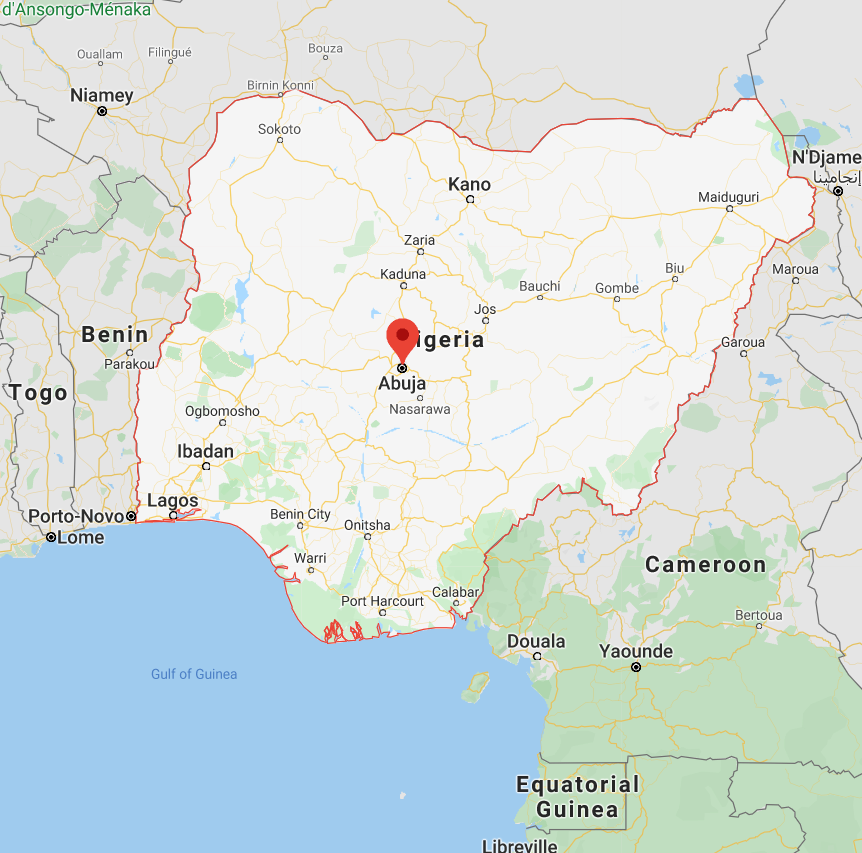 d'Ansongo-Ménaka
Ouallam
Filingué
Bouza
Birnin Konni
Niamey
Sokoto
N'Djame
إنجامينا
Kano
Maiduguri
Zaria
Kaduna
Biu
Maroua
Bauchi
Gombe
Jos
Benin
igeria
Garoua
Parakou
Abuja
Togo
Nasarawa
Ogbomosho
Ibadan
Lagos
Porto-Novo
Benin City
Onitsha
Lome
Warri
Cameroon
Calabar
Port Harcourt
Bertoua
Douala
Yaounde
Gulf of Guinea
Equatorial
Guinea
Libreville